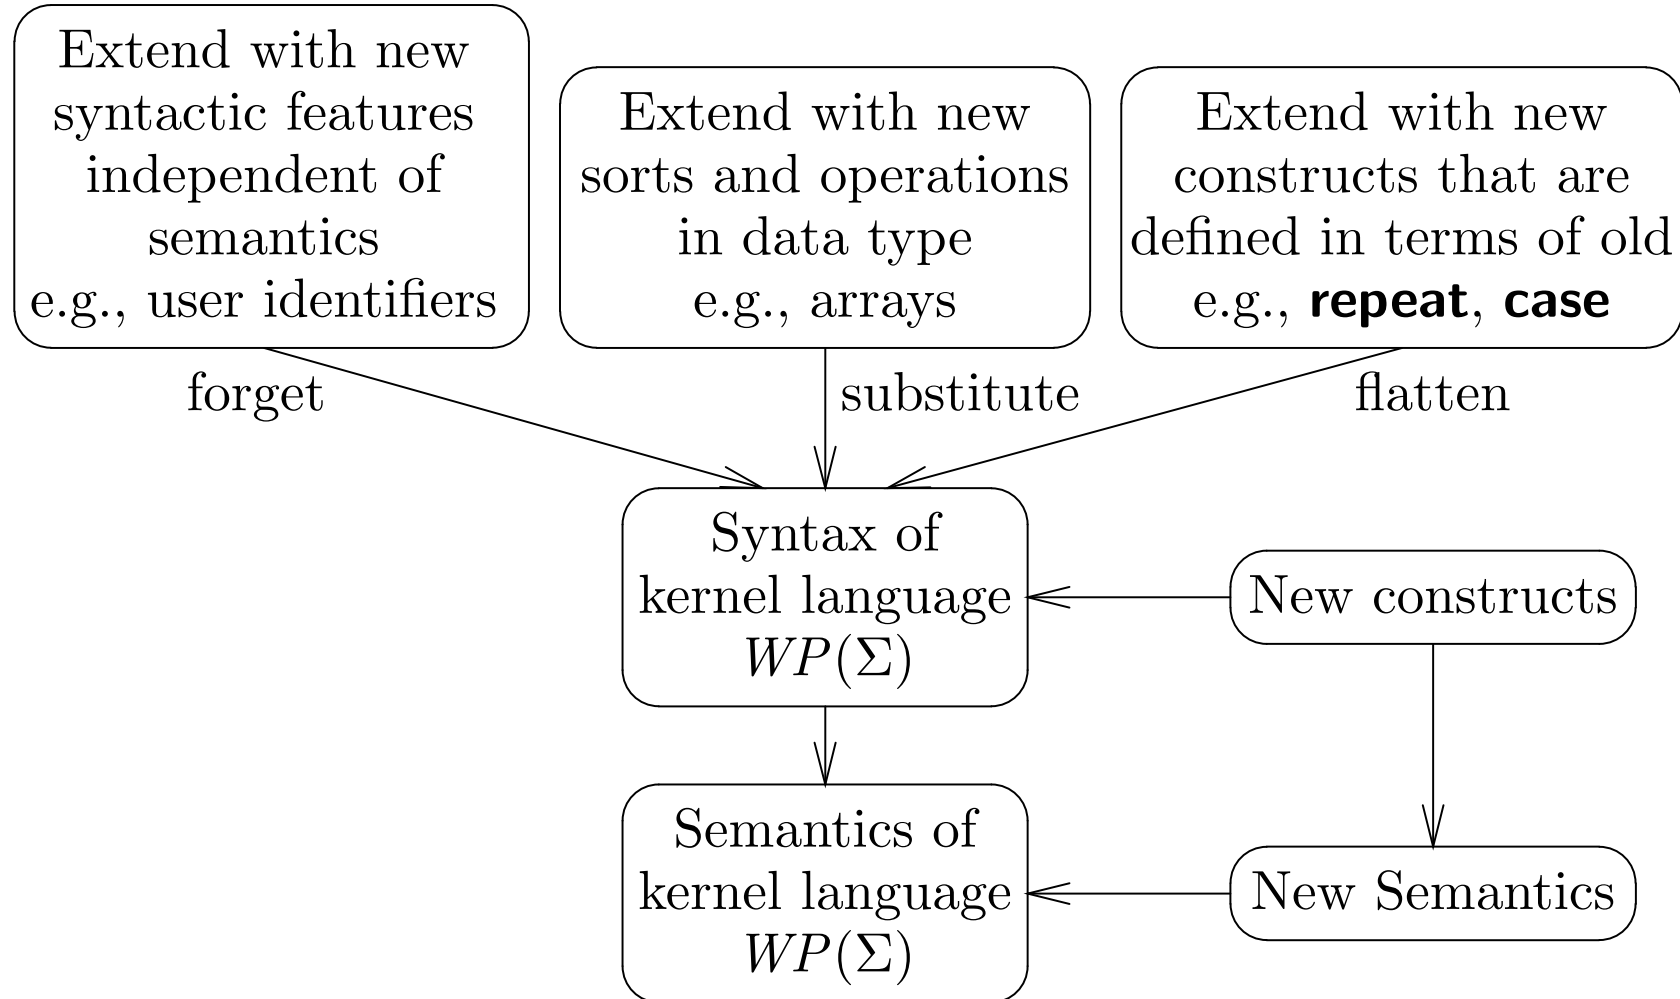 Extend with new
syntactic features
independent of
semantics
e.g., user identifiers
Extend with new
sorts and operations
in data type
e.g., arrays
Extend with new
constructs that are
defined in terms of old
e.g., repeat, case
forget
substitute
flatten
Syntax of
kernel language
WP(Σ)
New constructs
Semantics of
kernel language
WP(Σ)
New Semantics